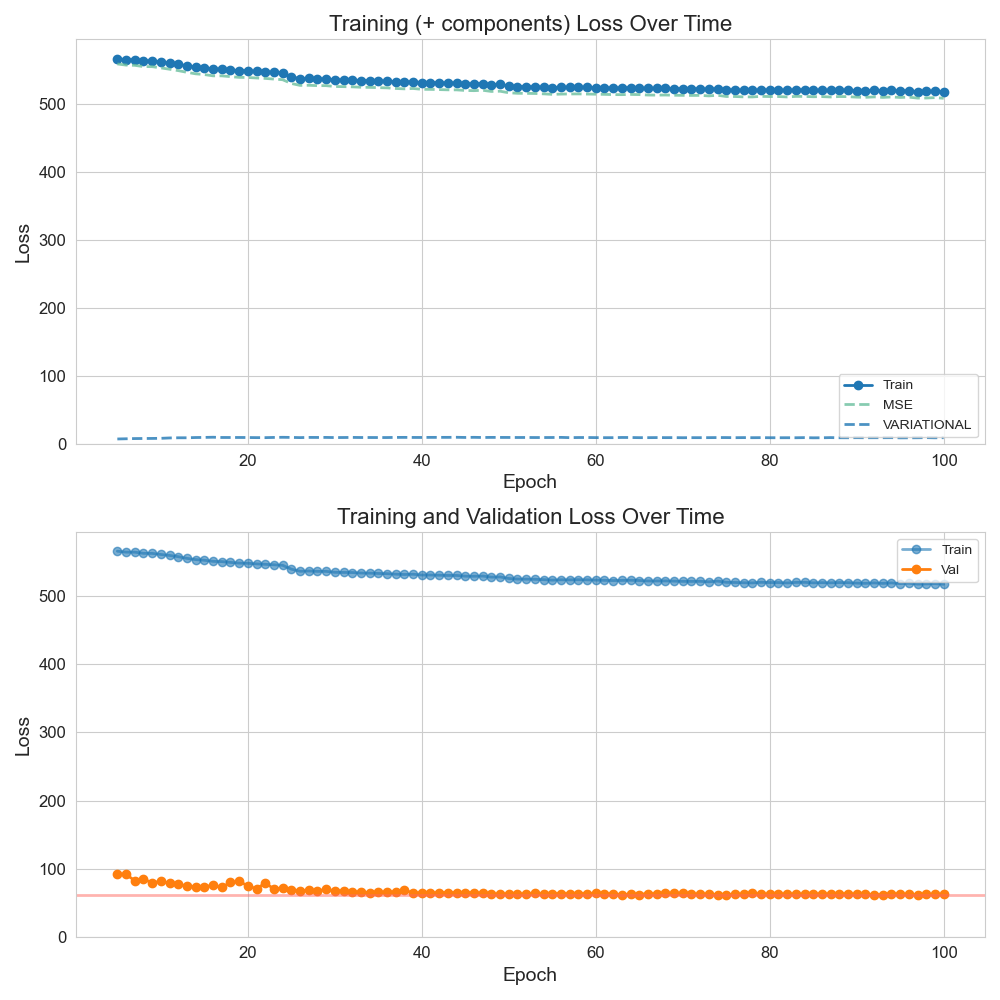 Training (+ components) Loss Over Time
500
400
300
200
100
0
Loss
Train
MSE
VARIATIONAL
20 40 60 80 100
Epoch
Training and Validation Loss Over Time
Train
Val
500
400
300
200
100
0
Loss
20 40 60 80 100
Epoch